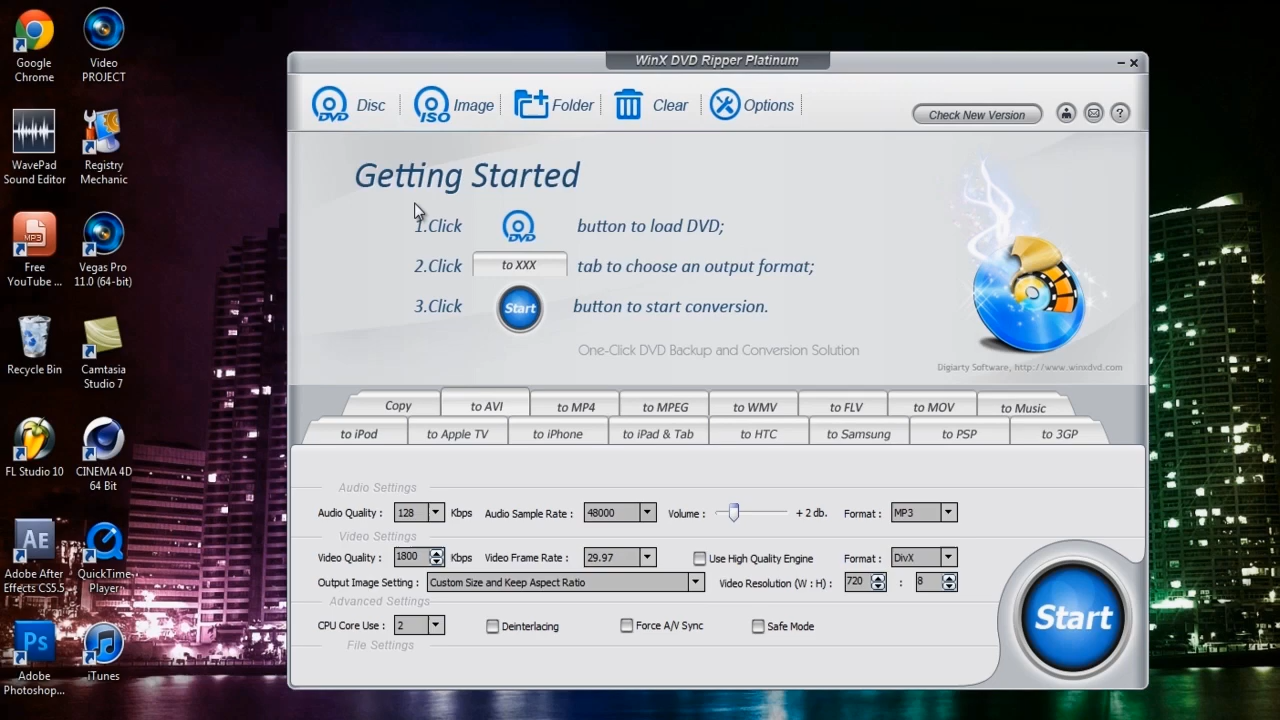 Google
Chrome
Video
PROJECT
WavePad
Sound Editor
Registry
Mechanic
MP3
Free
YouTube ...
Vegas Pro
11.0 (64-bit)
Recycle Bin
Camtasia
Studio 7
FL Studio 10
CINEMA 4D
64 Bit
AE
Adobe After
Effects CS5.5
QuickTime
Player
Ps
Adobe
Photoshop...
iTunes
WinX DVD Ripper Platinum
DVD Disc
ISO Image
Folder
Clear
Options
Check New Version
?
Getting Started
1.Click DVD button to load DVD;
2.Click to XXX tab to choose an output format;
3.Click Start button to start conversion.
One-Click DVD Backup and Conversion Solution
Digiarty Software, http://www.winxdvd.com
Copy to AVI to MP4 to MPEG to WMV to FLV to MOV to Music
to iPod to Apple TV to iPhone to iPad & Tab to HTC to Samsung to PSP to 3GP
Audio Settings
Audio Quality : 128 Kbps Audio Sample Rate : 48000 Volume : + 2 db. Format : MP3
Video Settings
Video Quality : 1800 Kbps Video Frame Rate : 29.97 Use High Quality Engine Format : DivX
Output Image Setting : Custom Size and Keep Aspect Ratio Video Resolution (W : H) : 720 : 8
Advanced Settings
CPU Core Use : 2 Deinterlacing Force A/V Sync Safe Mode
File Settings
Start